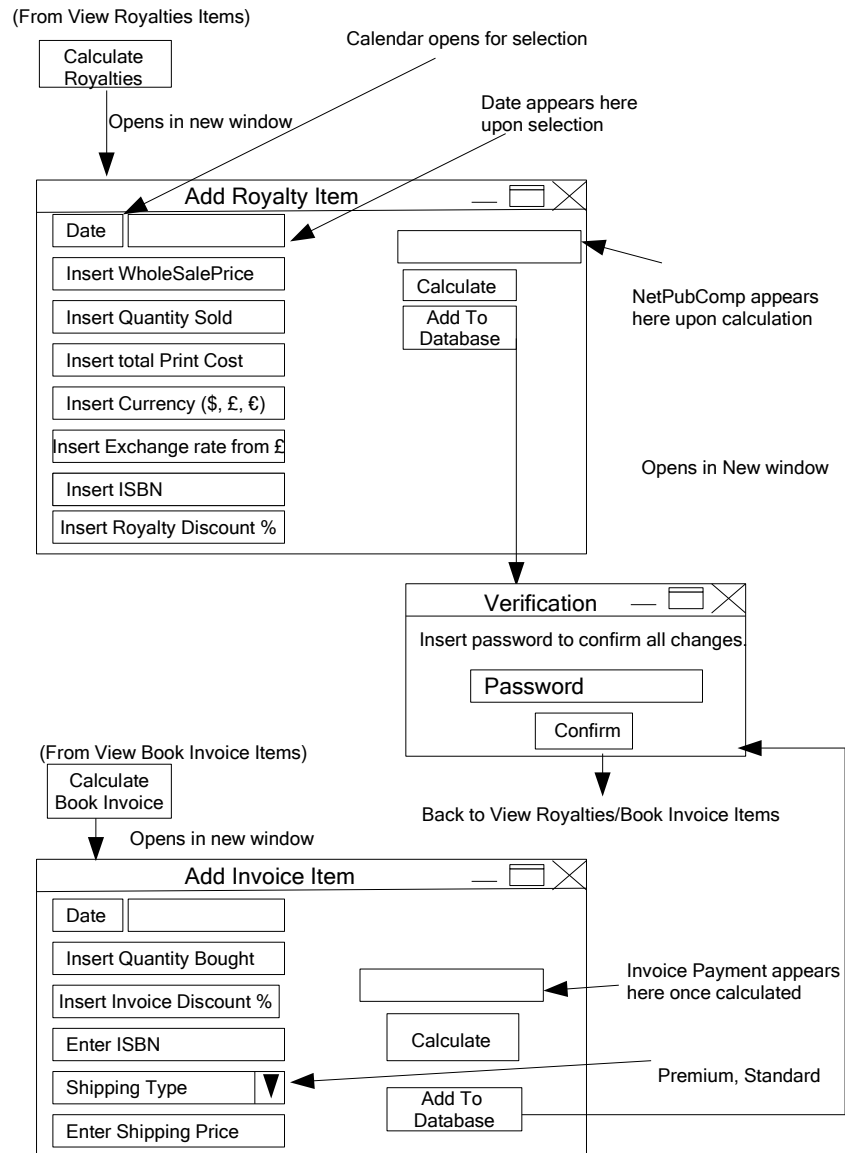 (From View Royalties Items)
Calculate
Royalties
Calendar opens for selection
Opens in new window
Date appears here
upon selection
Add Royalty Item
Date
Insert WholeSalePrice
Insert Quantity Sold
Insert total Print Cost
Insert Currency ($, £, €)
Insert Exchange rate from £
Insert ISBN
Insert Royalty Discount %
Calculate
Add To
Database
NetPubComp appears
here upon calculation
Opens in New window
Verification
Insert password to confirm all changes.
Password
Confirm
Back to View Royalties/Book Invoice Items
(From View Book Invoice Items)
Calculate
Book Invoice
Opens in new window
Add Invoice Item
Date
Insert Quantity Bought
Insert Invoice Discount %
Enter ISBN
Shipping Type
Enter Shipping Price
Calculate
Add To
Database
Invoice Payment appears
here once calculated
Premium, Standard